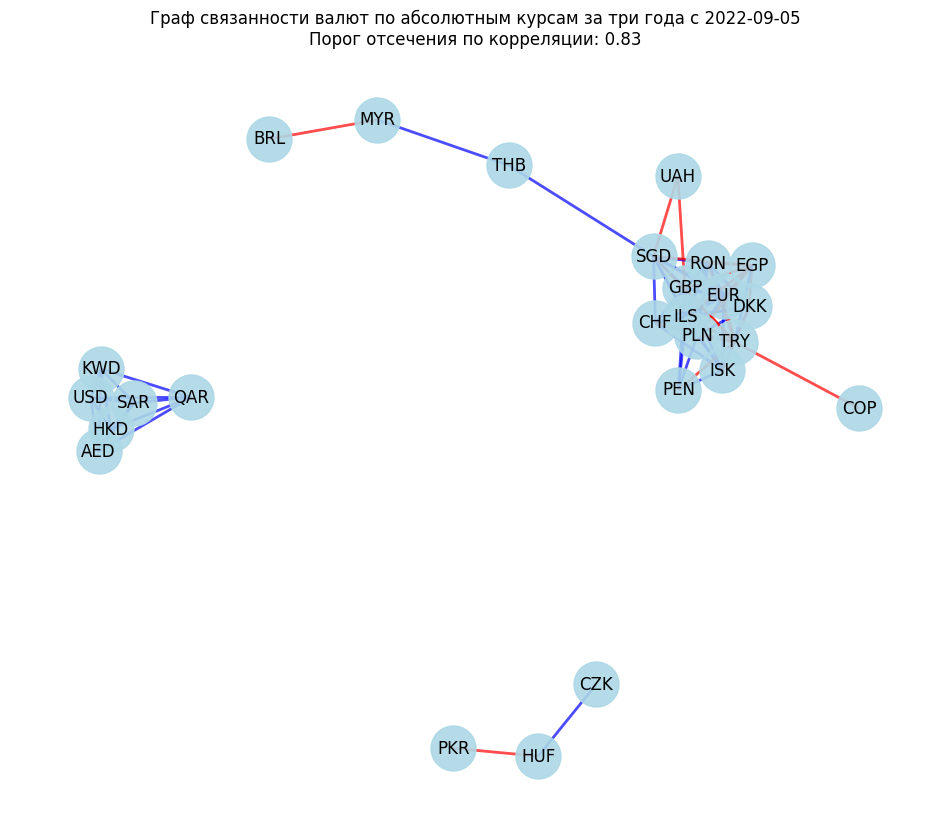 Граф связанности валют по абсолютным курсам за три года с 2022-09-05
Порог отсечения по корреляции: 0.83
MYR
BRL
THB
UAH
SGD
RON
EGP
GBP
EUR
DKK
ILS
CHF
PLN
TRY
ISK
PEN
COP
KWD
USD
SAR
QAR
HKD
AED
CZK
PKR
HUF